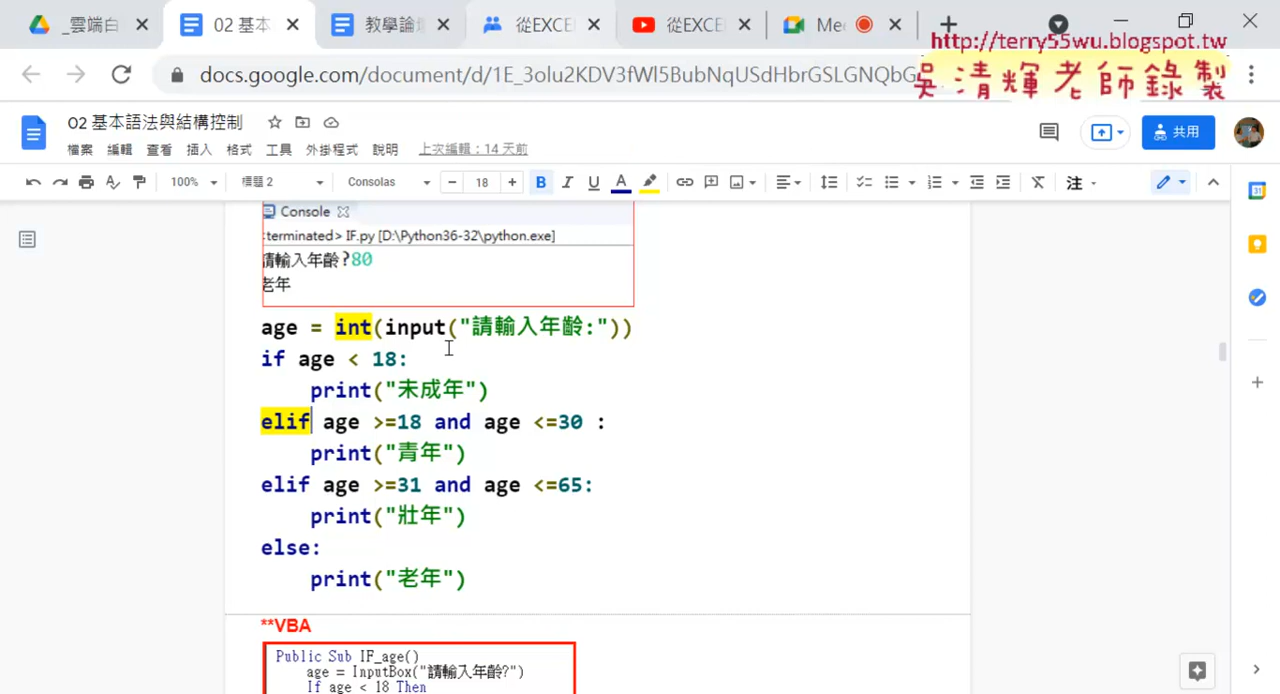 _雲端白
02 基本
教學論
從EXCE
從EXCE
Mee
http://terry55wu.blogspot.tw
docs.google.com/document/d/1E_3olu2KDV3fWl5BubNqUSdHbrGSLGNQbG
吳清輝老師錄製
02 基本語法與結構控制
共用
檔案 編輯 查看 插入 格式 工具 外掛程式 說明 上次編輯：14 天前
100% 標題 2 Consolas 18 B I U A 注
Console
<terminated> IF.py [D:\Python36-32\python.exe]
請輸入年齡?80
老年
age = int(input("請輸入年齡:"))
if age < 18:
print("未成年")
elif age >=18 and age <=30 :
print("青年")
elif age >=31 and age <=65:
print("壯年")
else:
print("老年")
**VBA
Public Sub IF_age()
age = InputBox("請輸入年齡?")
If age < 18 Then